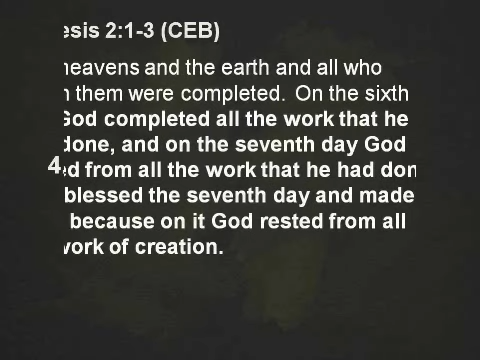 esis 2:1-3 (CEB)
heavens and the earth and all who
them were completed. On the sixth
God completed all the work that he
done, and on the seventh day God
4
ed from all the work that he had don
blessed the seventh day and made
because on it God rested from all
work of creation.